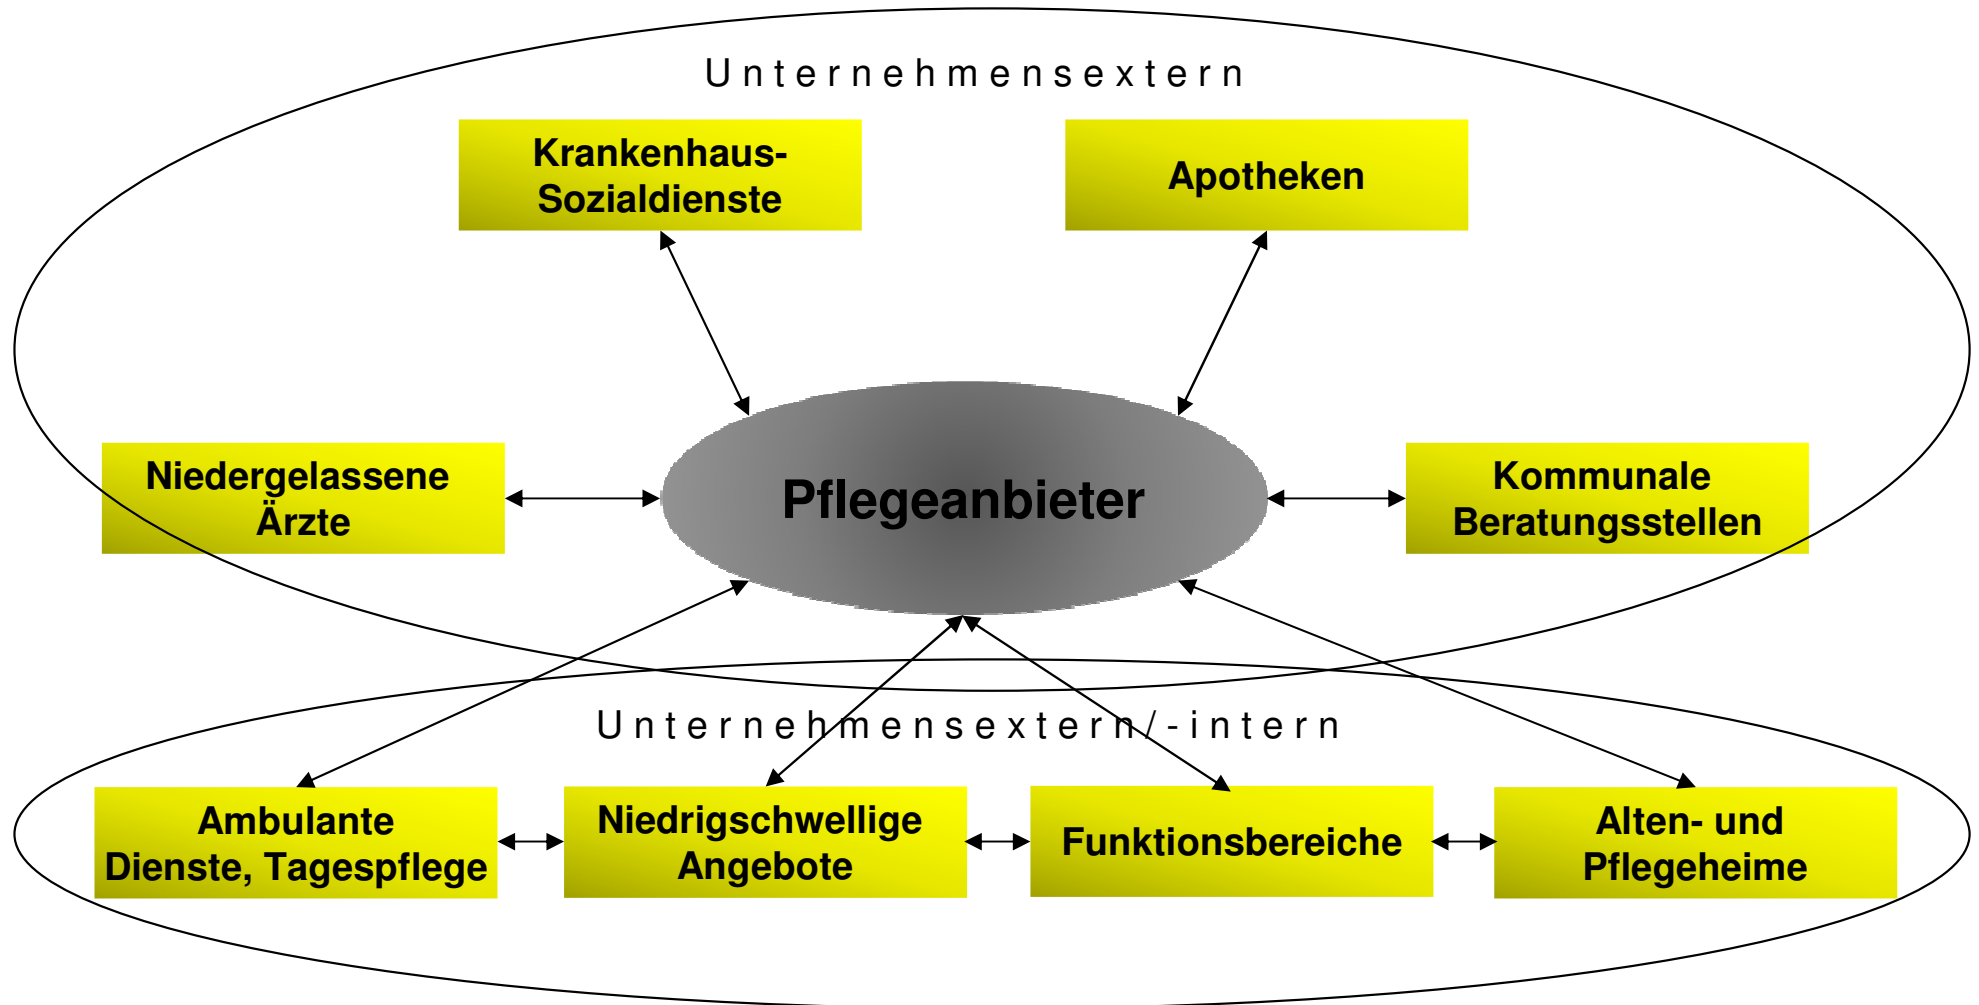 Unternehmensextern
Krankenhaus-
Sozialdienste
Apotheken
Niedergelassene
Ärzte
Pflegeanbieter
Kommunale
Beratungsstellen
Unternehmensextern/-intern
Ambulante
Dienste, Tagespflege
Niedrigschwellige
Angebote
Funktionsbereiche
Alten- und
Pflegeheime